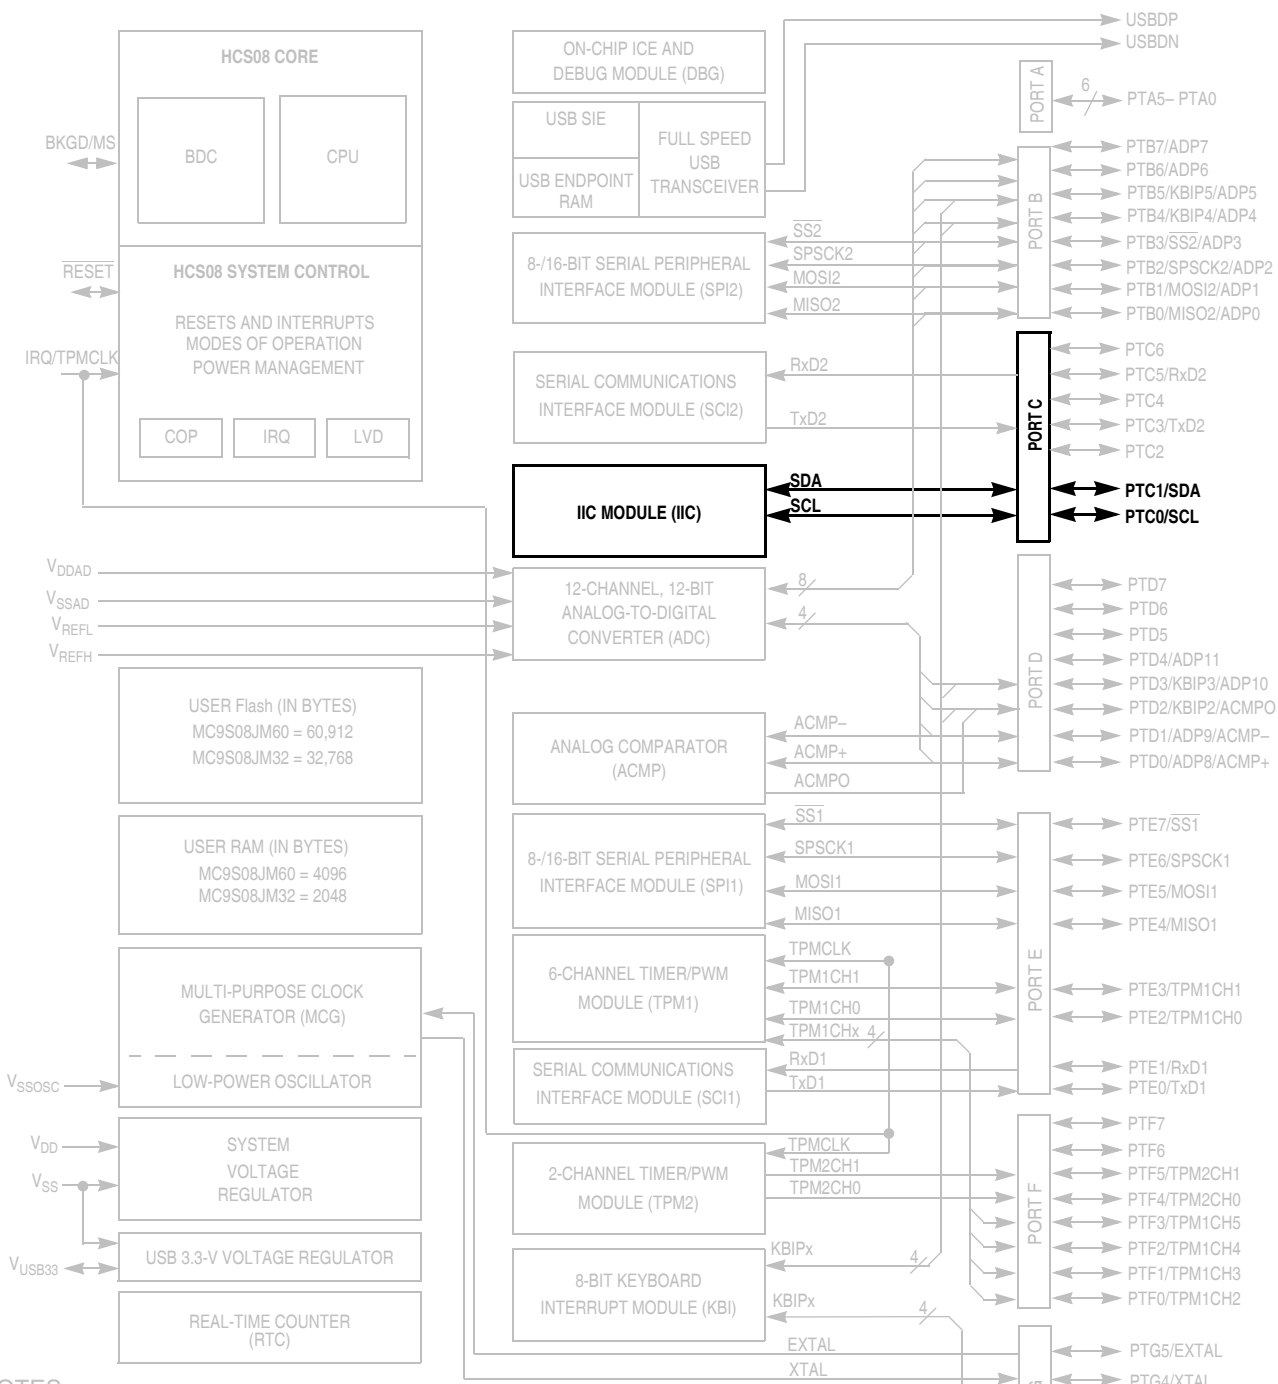 HCS08 CORE
BDC
CPU
BKGD/MS
RESET
HCS08 SYSTEM CONTROL
RESETS AND INTERRUPTS
MODES OF OPERATION
POWER MANAGEMENT
IRQ/TPMCLK
COP
IRQ
LVD
VDDAD
VSSAD
VREFL
VREFH
USER Flash (IN BYTES)
MC9S08JM60 = 60,912
MC9S08JM32 = 32,768
USER RAM (IN BYTES)
MC9S08JM60 = 4096
MC9S08JM32 = 2048
MULTI-PURPOSE CLOCK
GENERATOR (MCG)
LOW-POWER OSCILLATOR
VSSOSC
VDD
VSS
SYSTEM
VOLTAGE
REGULATOR
VUSB33
USB 3.3-V VOLTAGE REGULATOR
REAL-TIME COUNTER
(RTC)
ON-CHIP ICE AND
DEBUG MODULE (DBG)
USB SIE
USB ENDPOINT
RAM
FULL SPEED
USB
TRANSCEIVER
8-/16-BIT SERIAL PERIPHERAL
INTERFACE MODULE (SPI2)
SS2
SPSCK2
MOSI2
MISO2
SERIAL COMMUNICATIONS
INTERFACE MODULE (SCI2)
RxD2
TxD2
IIC MODULE (IIC)
SDA
SCL
12-CHANNEL, 12-BIT
ANALOG-TO-DIGITAL
CONVERTER (ADC)
8
4
ANALOG COMPARATOR
(ACMP)
ACMP–
ACMP+
ACMPO
8-/16-BIT SERIAL PERIPHERAL
INTERFACE MODULE (SPI1)
SS1
SPSCK1
MOSI1
MISO1
6-CHANNEL TIMER/PWM
MODULE (TPM1)
TPMCLK
TPM1CH1
TPM1CH0
TPM1CHx 4
SERIAL COMMUNICATIONS
INTERFACE MODULE (SCI1)
RxD1
TxD1
2-CHANNEL TIMER/PWM
MODULE (TPM2)
TPMCLK
TPM2CH1
TPM2CH0
8-BIT KEYBOARD
INTERRUPT MODULE (KBI)
KBIPx
4
KBIPx
4
EXTAL
XTAL
USBDP
USBDN
PORT A
6
PTA5– PTA0
PORT B
PTB7/ADP7
PTB6/ADP6
PTB5/KBIP5/ADP5
PTB4/KBIP4/ADP4
PTB3/SS2/ADP3
PTB2/SPSCK2/ADP2
PTB1/MOSI2/ADP1
PTB0/MISO2/ADP0
PORT C
PTC6
PTC5/RxD2
PTC4
PTC3/TxD2
PTC2
PTC1/SDA
PTC0/SCL
PORT D
PTD7
PTD6
PTD5
PTD4/ADP11
PTD3/KBIP3/ADP10
PTD2/KBIP2/ACMPO
PTD1/ADP9/ACMP–
PTD0/ADP8/ACMP+
PORT E
PTE7/SS1
PTE6/SPSCK1
PTE5/MOSI1
PTE4/MISO1
PTE3/TPM1CH1
PTE2/TPM1CH0
PTE1/RxD1
PTE0/TxD1
PORT F
PTF7
PTF6
PTF5/TPM2CH1
PTF4/TPM2CH0
PTF3/TPM1CH5
PTF2/TPM1CH4
PTF1/TPM1CH3
PTF0/TPM1CH2
PTG5/EXTAL
PTG4/XTAL